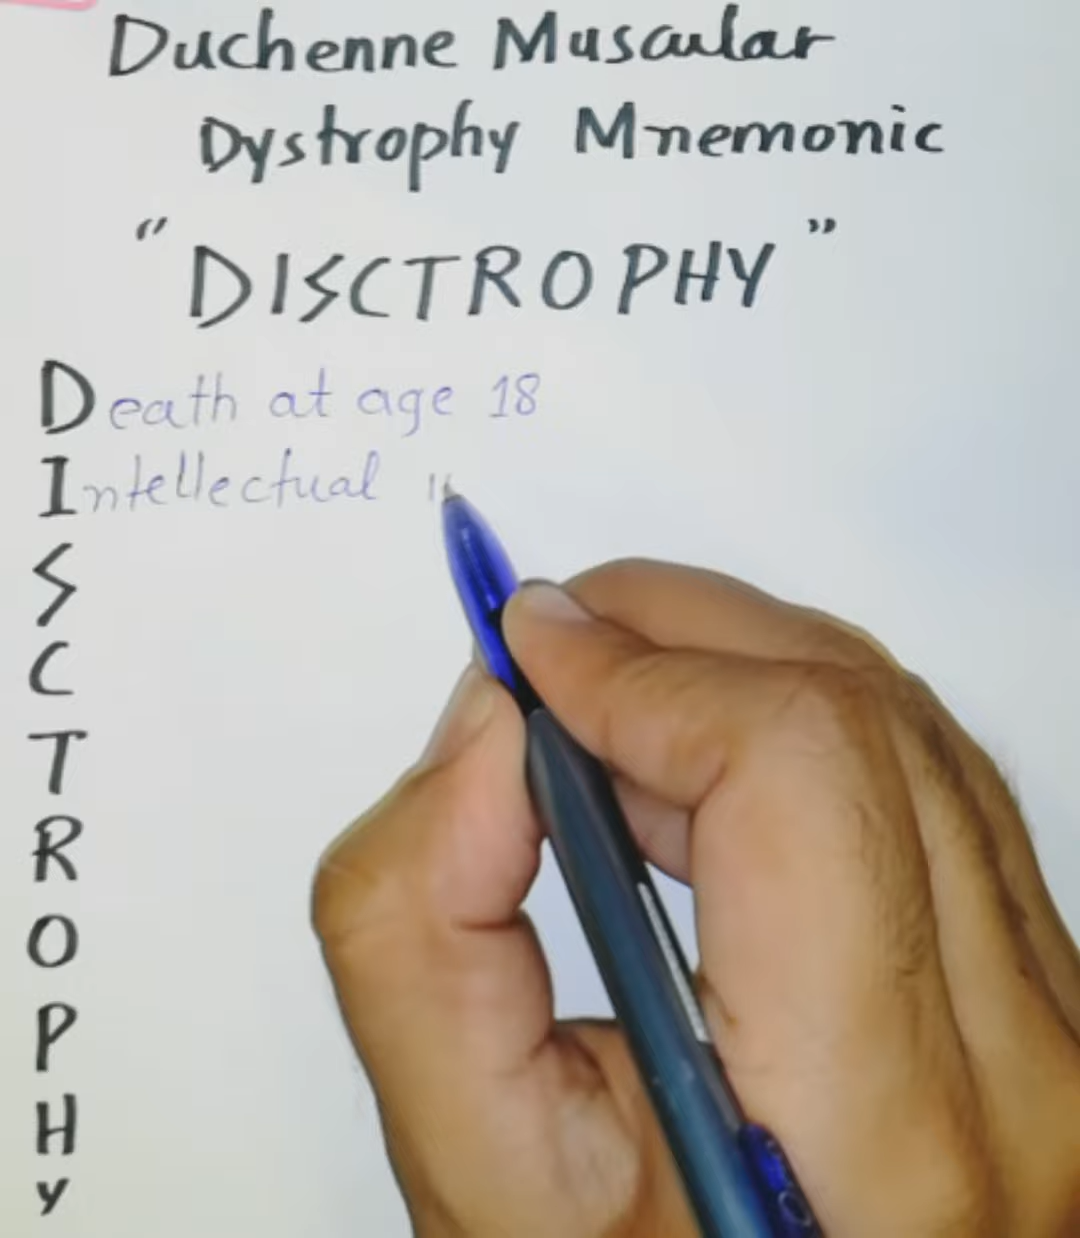 Duchenne Muscular
Dystrophy Mnemonic
"DISCTROPHY"
Death at age 18
Intellectual
S
C
T
R
O
P
H
Y